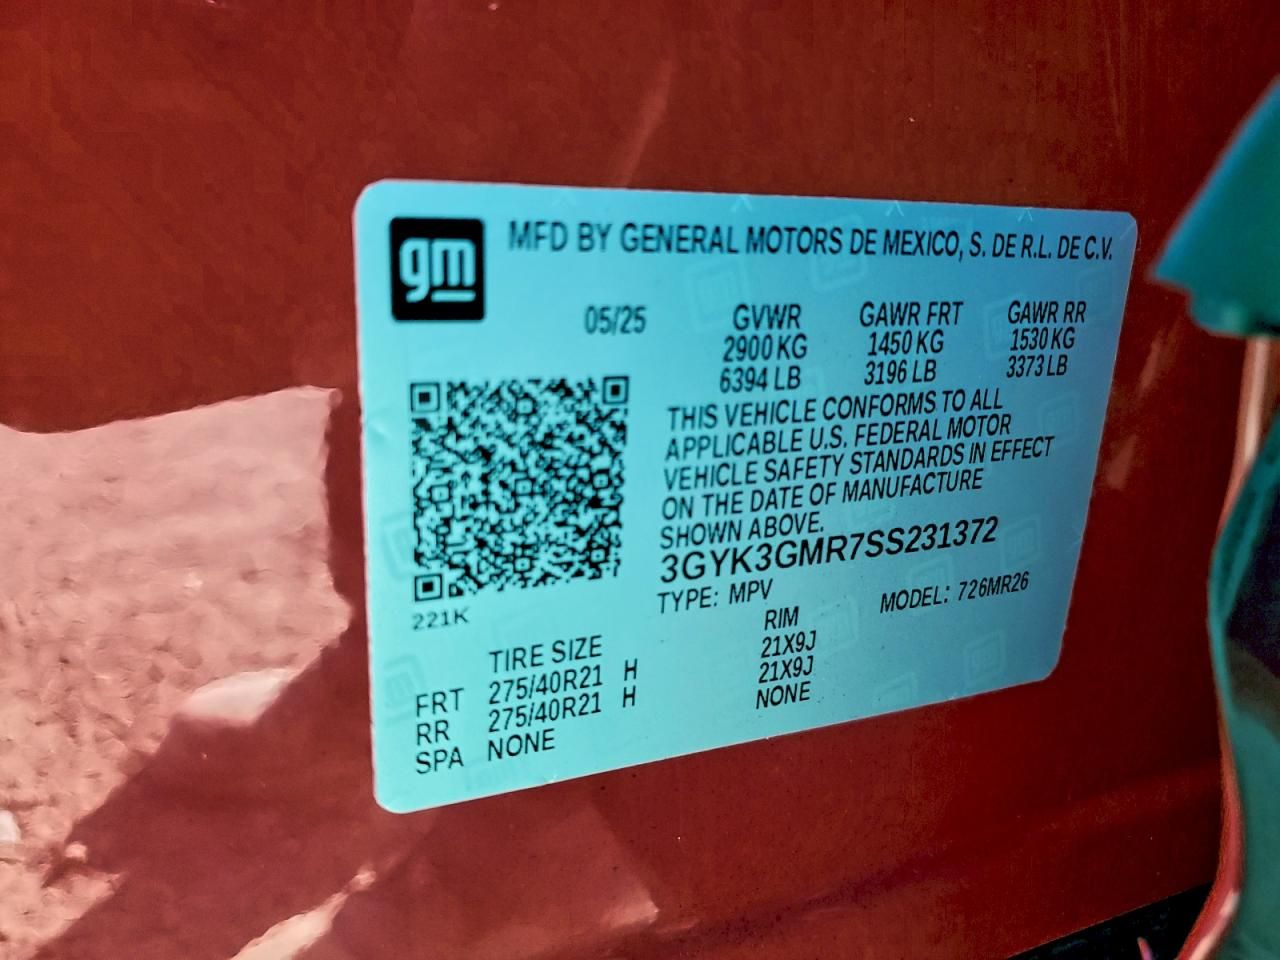 gm
MFD BY GENERAL MOTORS DE MEXICO, S. DE R.L. DE C.V.
05/25 GVWR GAWR FRT GAWR RR
2900 KG 1450 KG 1530 KG
6394 LB 3196 LB 3373 LB
THIS VEHICLE CONFORMS TO ALL
APPLICABLE U.S. FEDERAL MOTOR
VEHICLE SAFETY STANDARDS IN EFFECT
ON THE DATE OF MANUFACTURE
SHOWN ABOVE.
3GYK3GMR7SS231372
TYPE: MPV MODEL: 726MR26
221K
TIRE SIZE RIM
FRT 275/40R21 H 21X9J
RR 275/40R21 H 21X9J
SPA NONE NONE